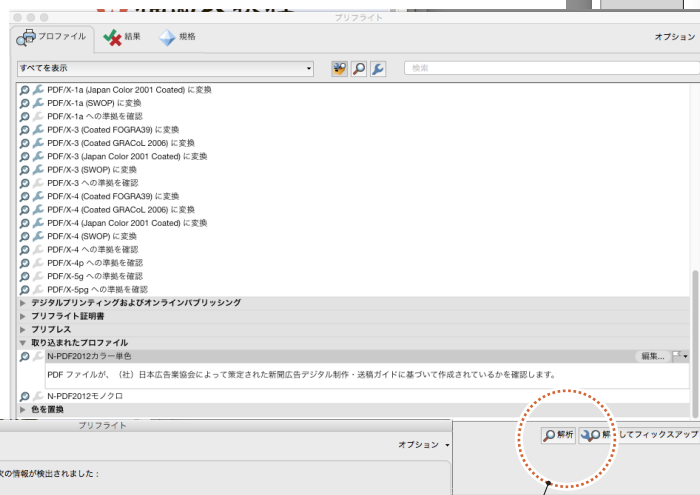 プリフライト
プロファイル 結果 規格 オプション
すべてを表示 検索
PDF/X-1a (Japan Color 2001 Coated) に変換
PDF/X-1a (SWOP) に変換
PDF/X-1a への準拠を確認
PDF/X-3 (Coated FOGRA39) に変換
PDF/X-3 (Coated GRACoL 2006) に変換
PDF/X-3 (Japan Color 2001 Coated) に変換
PDF/X-3 (SWOP) に変換
PDF/X-3 への準拠を確認
PDF/X-4 (Coated FOGRA39) に変換
PDF/X-4 (Coated GRACoL 2006) に変換
PDF/X-4 (Japan Color 2001 Coated) に変換
PDF/X-4 (SWOP) に変換
PDF/X-4 への準拠を確認
PDF/X-4p への準拠を確認
PDF/X-5g への準拠を確認
PDF/X-5pg への準拠を確認
デジタルプリンティングおよびオンラインパブリッシング
プリフライト証明書
プリプレス
取り込まれたプロファイル
N-PDF2012カラー単色 編集...
PDF ファイルが、（社）日本広告業協会によって策定された新聞広告デジタル制作・送稿ガイドに基づいて作成されているかを確認します。
N-PDF2012モノクロ
色を置換
解析 解 してフィックスアップ
プリフライト
オプション
次の情報が検出されました：